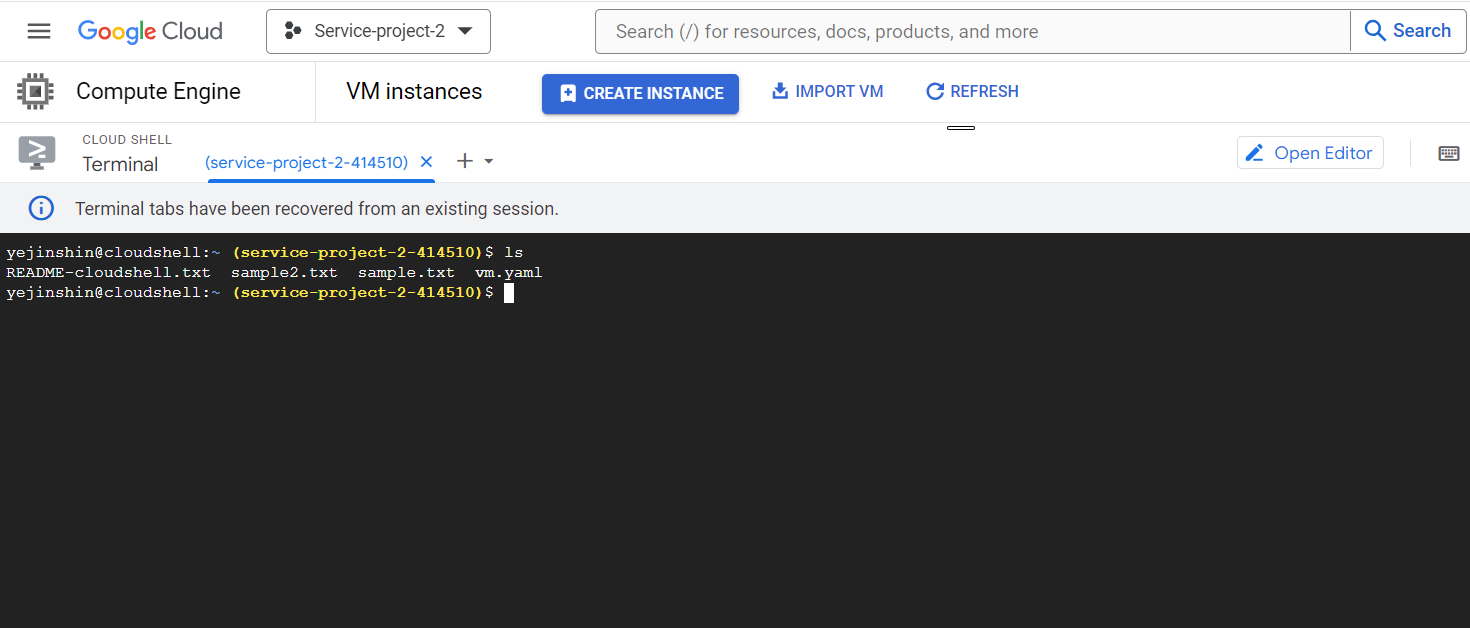 Google Cloud Service-project-2 Search (/) for resources, docs, products, and more Search
Compute Engine VM instances CREATE INSTANCE IMPORT VM REFRESH
CLOUD SHELL
Terminal (service-project-2-414510) Open Editor
Terminal tabs have been recovered from an existing session.
yejinshin@cloudshell:~ (service-project-2-414510)$ ls
README-cloudshell.txt sample2.txt sample.txt vm.yaml
yejinshin@cloudshell:~ (service-project-2-414510)$